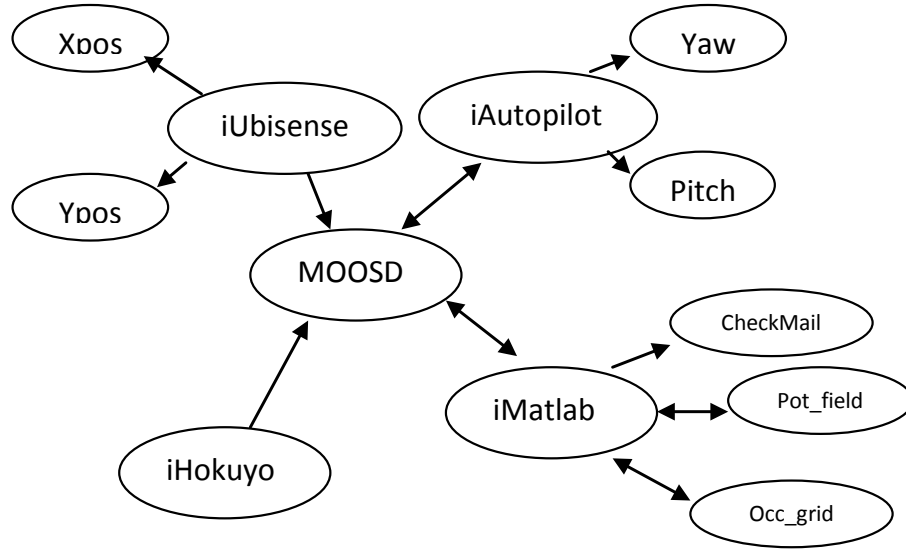 Xpos
Yaw
iUbisense
iAutopilot
Ypos
Pitch
MOOSD
CheckMail
iMatlab
Pot_field
iHokuyo
Occ_grid